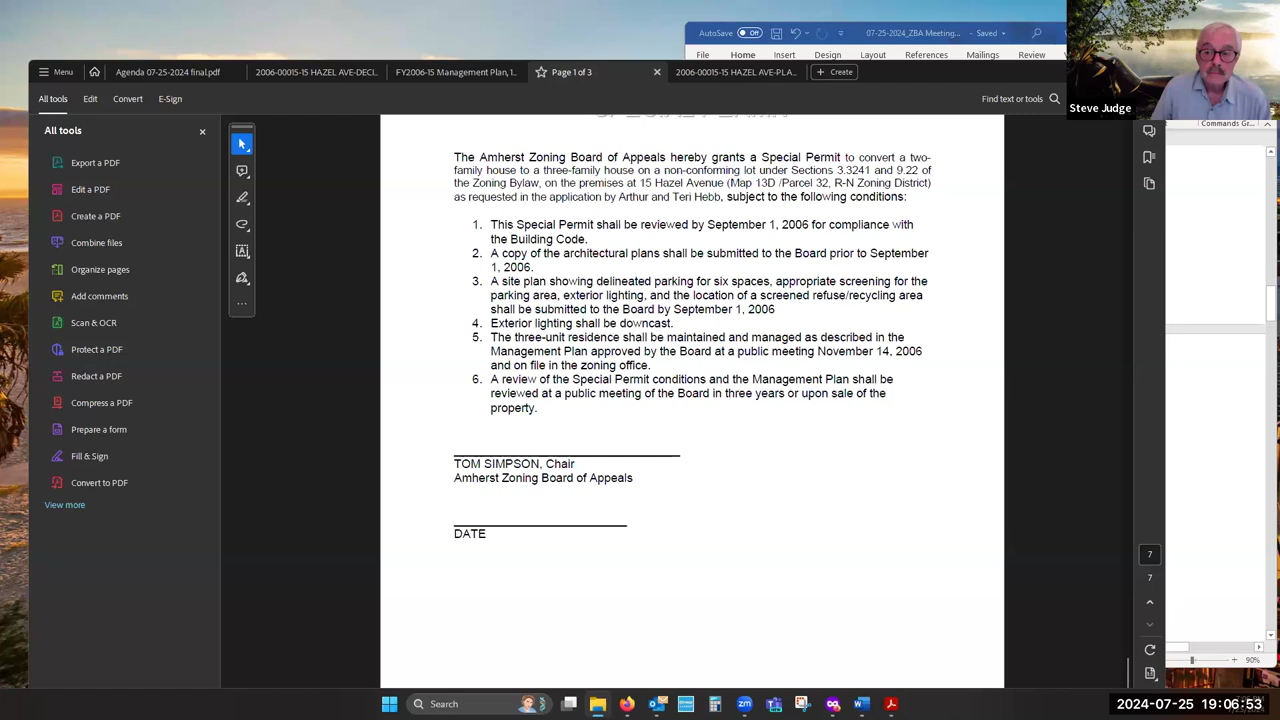 AutoSave Off 07-25-2024_ZBA Meeting... - Saved
File Home Insert Design Layout References Mailings Review
Menu Agenda 07-25-2024 final.pdf 2006-00015-15 HAZEL AVE-DECI... FY2006-15 Management Plan, 1... Page 1 of 3 2006-00015-15 HAZEL AVE-PLA... Create
All tools Edit Convert E-Sign Find text or tools
Steve Judge
Commands Gr...
All tools
Export a PDF
Edit a PDF
Create a PDF
Combine files
Organize pages
Add comments
Scan & OCR
Protect a PDF
Redact a PDF
Compress a PDF
Prepare a form
Fill & Sign
Convert to PDF
View more
The Amherst Zoning Board of Appeals hereby grants a Special Permit to convert a two-
family house to a three-family house on a non-conforming lot under Sections 3.3241 and 9.22 of
the Zoning Bylaw, on the premises at 15 Hazel Avenue (Map 13D /Parcel 32, R-N Zoning District)
as requested in the application by Arthur and Teri Hebb, subject to the following conditions:
1. This Special Permit shall be reviewed by September 1, 2006 for compliance with
the Building Code.
2. A copy of the architectural plans shall be submitted to the Board prior to September
1, 2006.
3. A site plan showing delineated parking for six spaces, appropriate screening for the
parking area, exterior lighting, and the location of a screened refuse/recycling area
shall be submitted to the Board by September 1, 2006
4. Exterior lighting shall be downcast.
5. The three-unit residence shall be maintained and managed as described in the
Management Plan approved by the Board at a public meeting November 14, 2006
and on file in the zoning office.
6. A review of the Special Permit conditions and the Management Plan shall be
reviewed at a public meeting of the Board in three years or upon sale of the
property.
TOM SIMPSON, Chair
Amherst Zoning Board of Appeals
DATE
7
7
90%
Search
2024-07-25 19:06:53